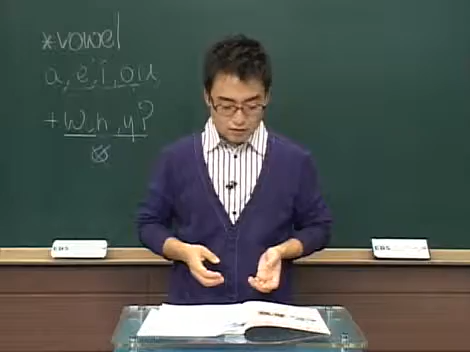 *vowel
a, e, i, o, u
+ w, h, y?
EBS
EBS